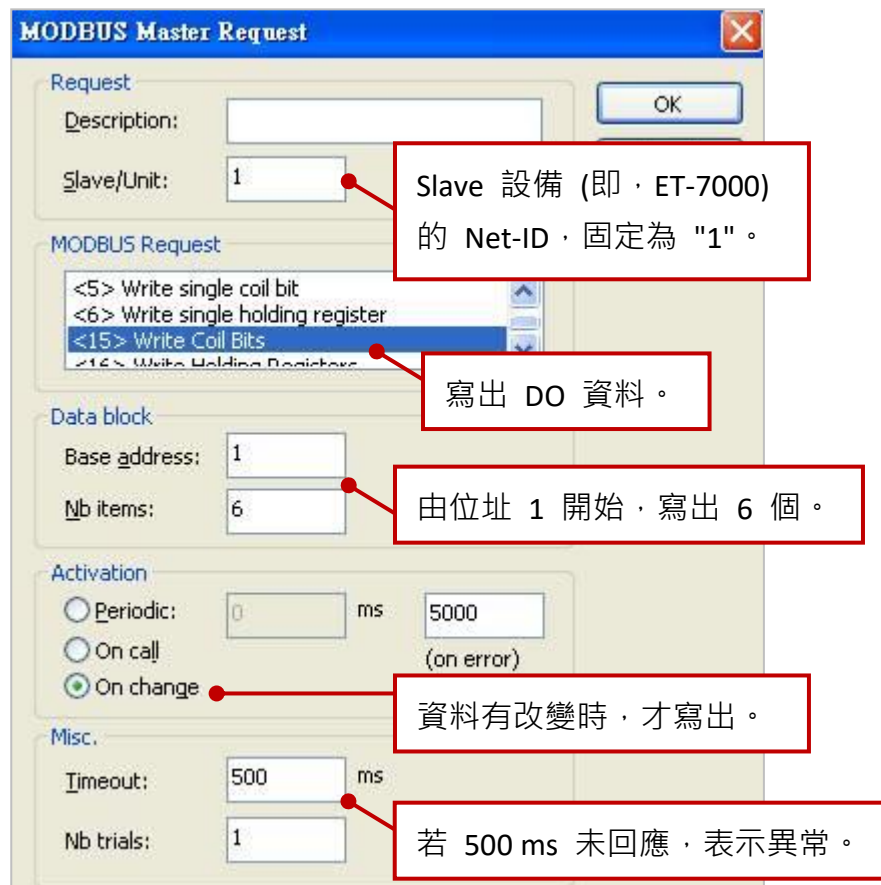 MODBUS Master Request
Request
OK
Description:
Slave/Unit:
1
Slave 設備 (即，ET-7000)
的 Net-ID，固定為 "1"。
MODBUS Request
<5> Write single coil bit
<6> Write single holding register
<15> Write Coil Bits
<16> Write Holding Registers
寫出 DO 資料。
Data block
Base address:
1
Nb items:
6
由位址 1 開始，寫出 6 個。
Activation
Periodic:
0
ms
5000
On call
(on error)
On change
資料有改變時，才寫出。
Misc.
Timeout:
500
ms
Nb trials:
1
若 500 ms 未回應，表示異常。